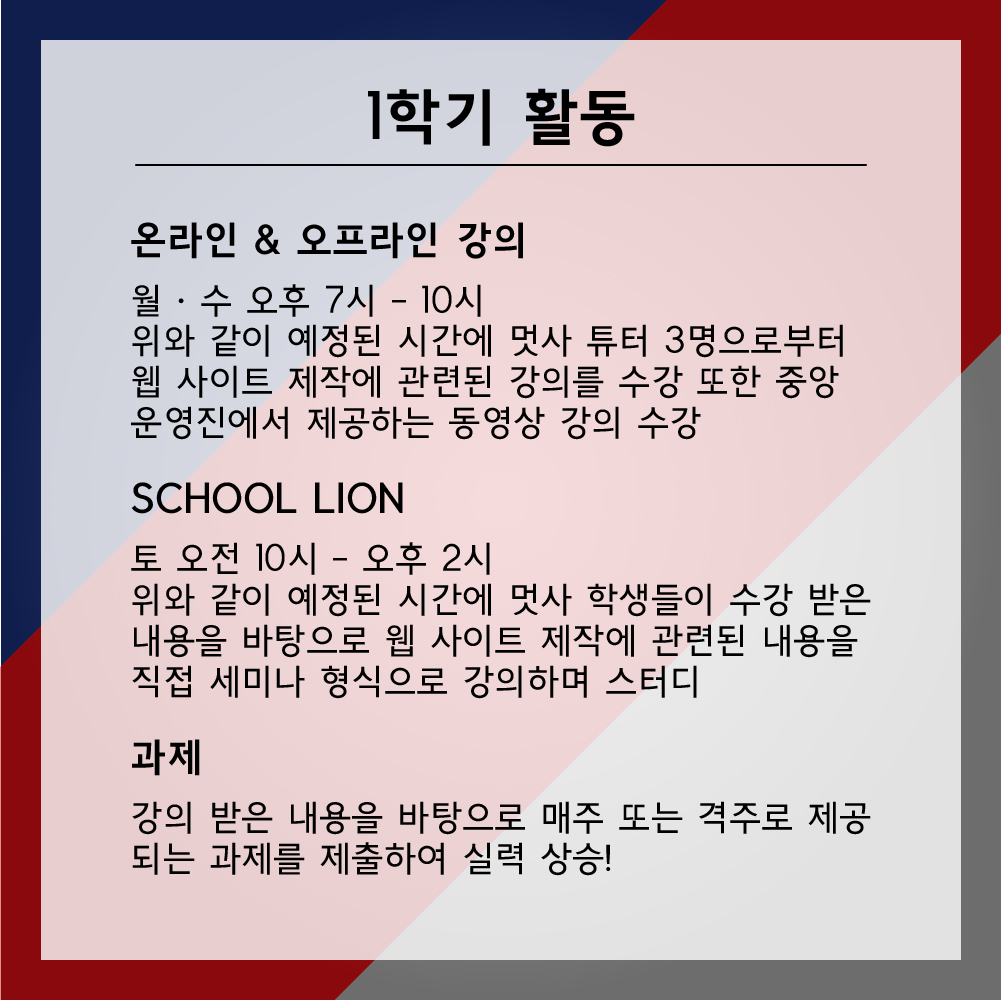 1학기 활동
온라인 & 오프라인 강의
월 · 수 오후 7시 - 10시
위와 같이 예정된 시간에 멋사 튜터 3명으로부터
웹 사이트 제작에 관련된 강의를 수강 또한 중앙
운영진에서 제공하는 동영상 강의 수강
SCHOOL LION
토 오전 10시 - 오후 2시
위와 같이 예정된 시간에 멋사 학생들이 수강 받은
내용을 바탕으로 웹 사이트 제작에 관련된 내용을
직접 세미나 형식으로 강의하며 스터디
과제
강의 받은 내용을 바탕으로 매주 또는 격주로 제공
되는 과제를 제출하여 실력 상승!